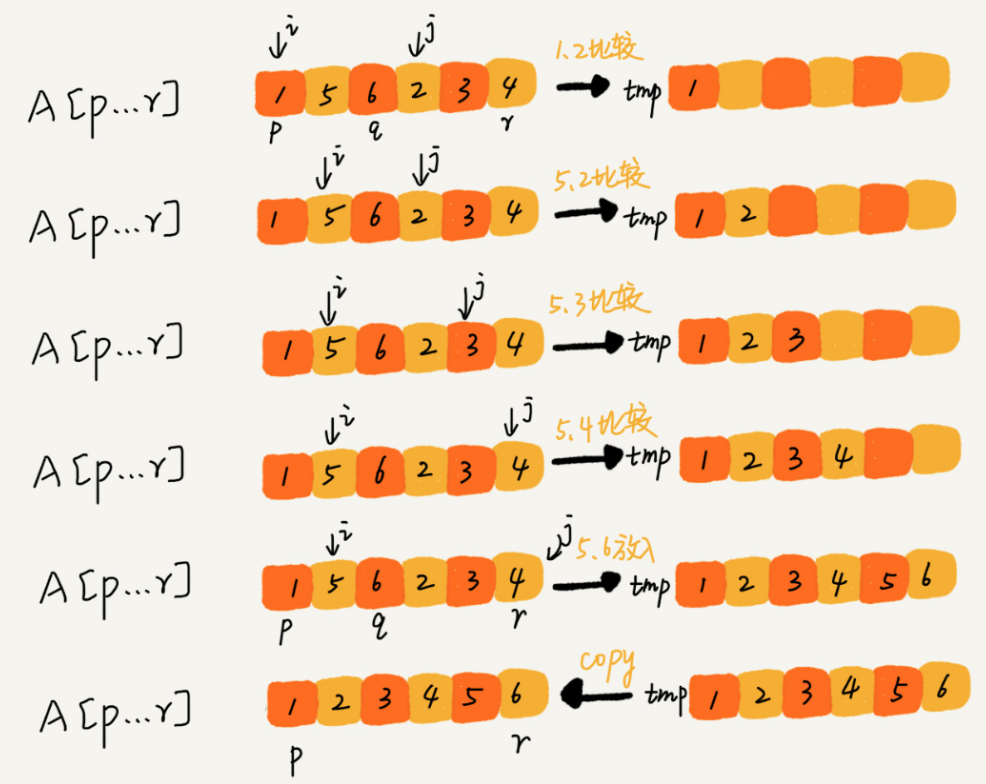 i j 1.2比较
A[p...r] 1 5 6 2 3 4 tmp 1
p q r
i j 5.2比较
A[p...r] 1 5 6 2 3 4 tmp 1 2
i j 5.3比较
A[p...r] 1 5 6 2 3 4 tmp 1 2 3
i j 5.4比较
A[p...r] 1 5 6 2 3 4 tmp 1 2 3 4
i j 5.6放入
A[p...r] 1 5 6 2 3 4 tmp 1 2 3 4 5 6
p q r
copy
A[p...r] 1 2 3 4 5 6 tmp 1 2 3 4 5 6
p r